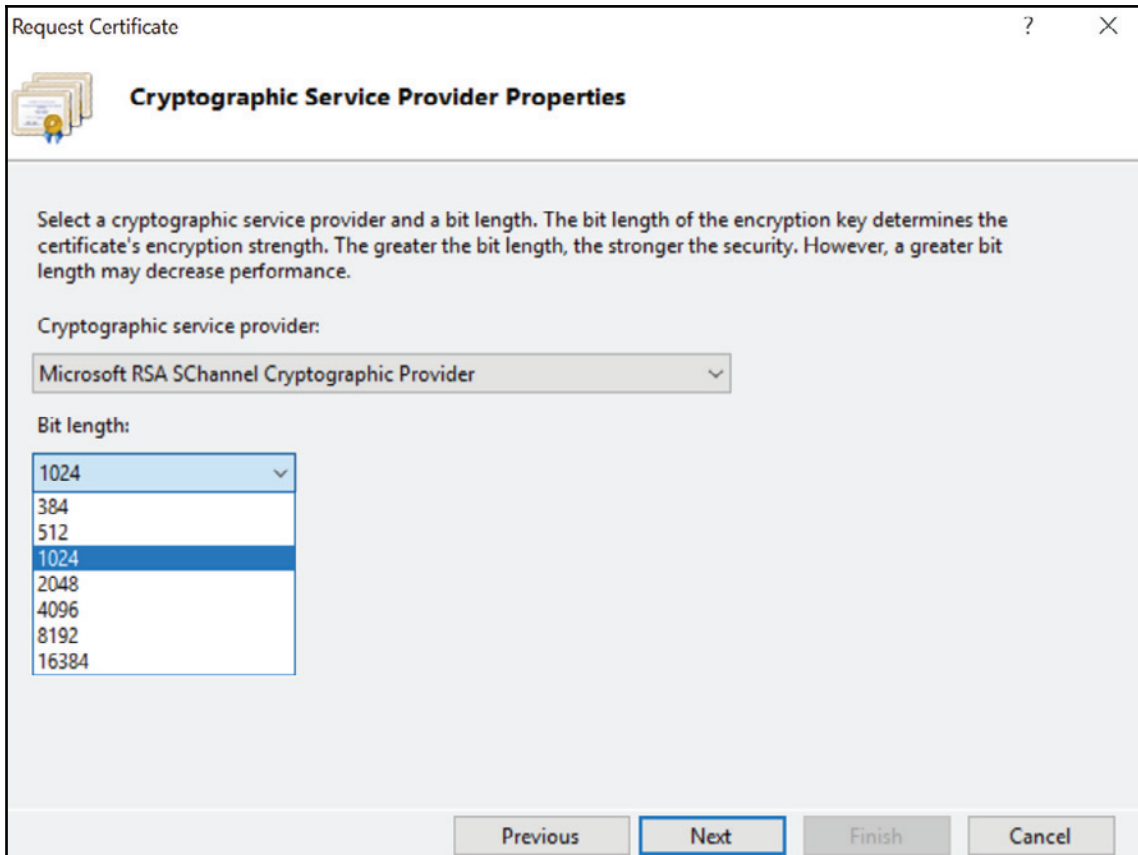 Request Certificate
?
Cryptographic Service Provider Properties
Select a cryptographic service provider and a bit length. The bit length of the encryption key determines the
certificate's encryption strength. The greater the bit length, the stronger the security. However, a greater bit
length may decrease performance.
Cryptographic service provider:
Microsoft RSA SChannel Cryptographic Provider
Bit length:
1024
384
512
1024
2048
4096
8192
16384
Previous Next Finish Cancel